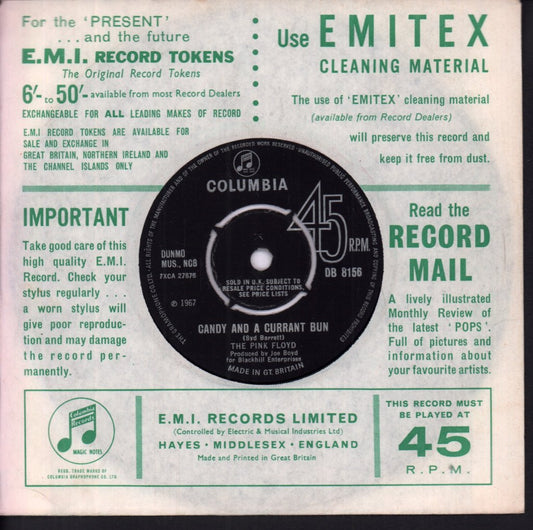 For the 'PRESENT'
...and the future
E.M.I. RECORD TOKENS
The Original Record Tokens
6/- to 50/- available from most Record Dealers
EXCHANGEABLE FOR ALL LEADING MAKES OF RECORD
E.M.I RECORD TOKENS ARE AVAILABLE FOR
SALE AND EXCHANGE IN
GREAT BRITAIN, NORTHERN IRELAND AND
THE CHANNEL ISLANDS ONLY
Use EMITEX
CLEANING MATERIAL
The use of 'EMITEX' cleaning material
(available from Record Dealers)
will preserve this record and
keep it free from dust.
IMPORTANT
Take good care of this
high quality E.M.I.
Record. Check your
stylus regularly ...
a worn stylus will
give poor reproduc-
tion and may damage
the record per-
manently.
COLUMBIA
45
R.P.M.
DUNMO
MUS., NCB
7XCA 27878
℗ 1967
SOLD IN U.K. SUBJECT TO
RESALE PRICE CONDITIONS,
SEE PRICE LISTS
DB 8156
CANDY AND A CURRANT BUN
(Syd Barrett)
THE PINK FLOYD
Produced by Joe Boyd
for Blackhill Enterprises
MADE IN GT. BRITAIN
Read the
RECORD
MAIL
A lively illustrated
Monthly Review of
the latest 'POPS'.
Full of pictures and
information about
your favourite artists.
Columbia
Records
MAGIC NOTES
REGD. TRADE MARKS OF
COLUMBIA GRAPHOPHONE CO. LTD.
E.M.I. RECORDS LIMITED
(Controlled by Electric & Musical Industries Ltd)
HAYES • MIDDLESEX • ENGLAND
Made and Printed in Great Britain
THIS RECORD MUST
BE PLAYED AT
45
R.P.M.